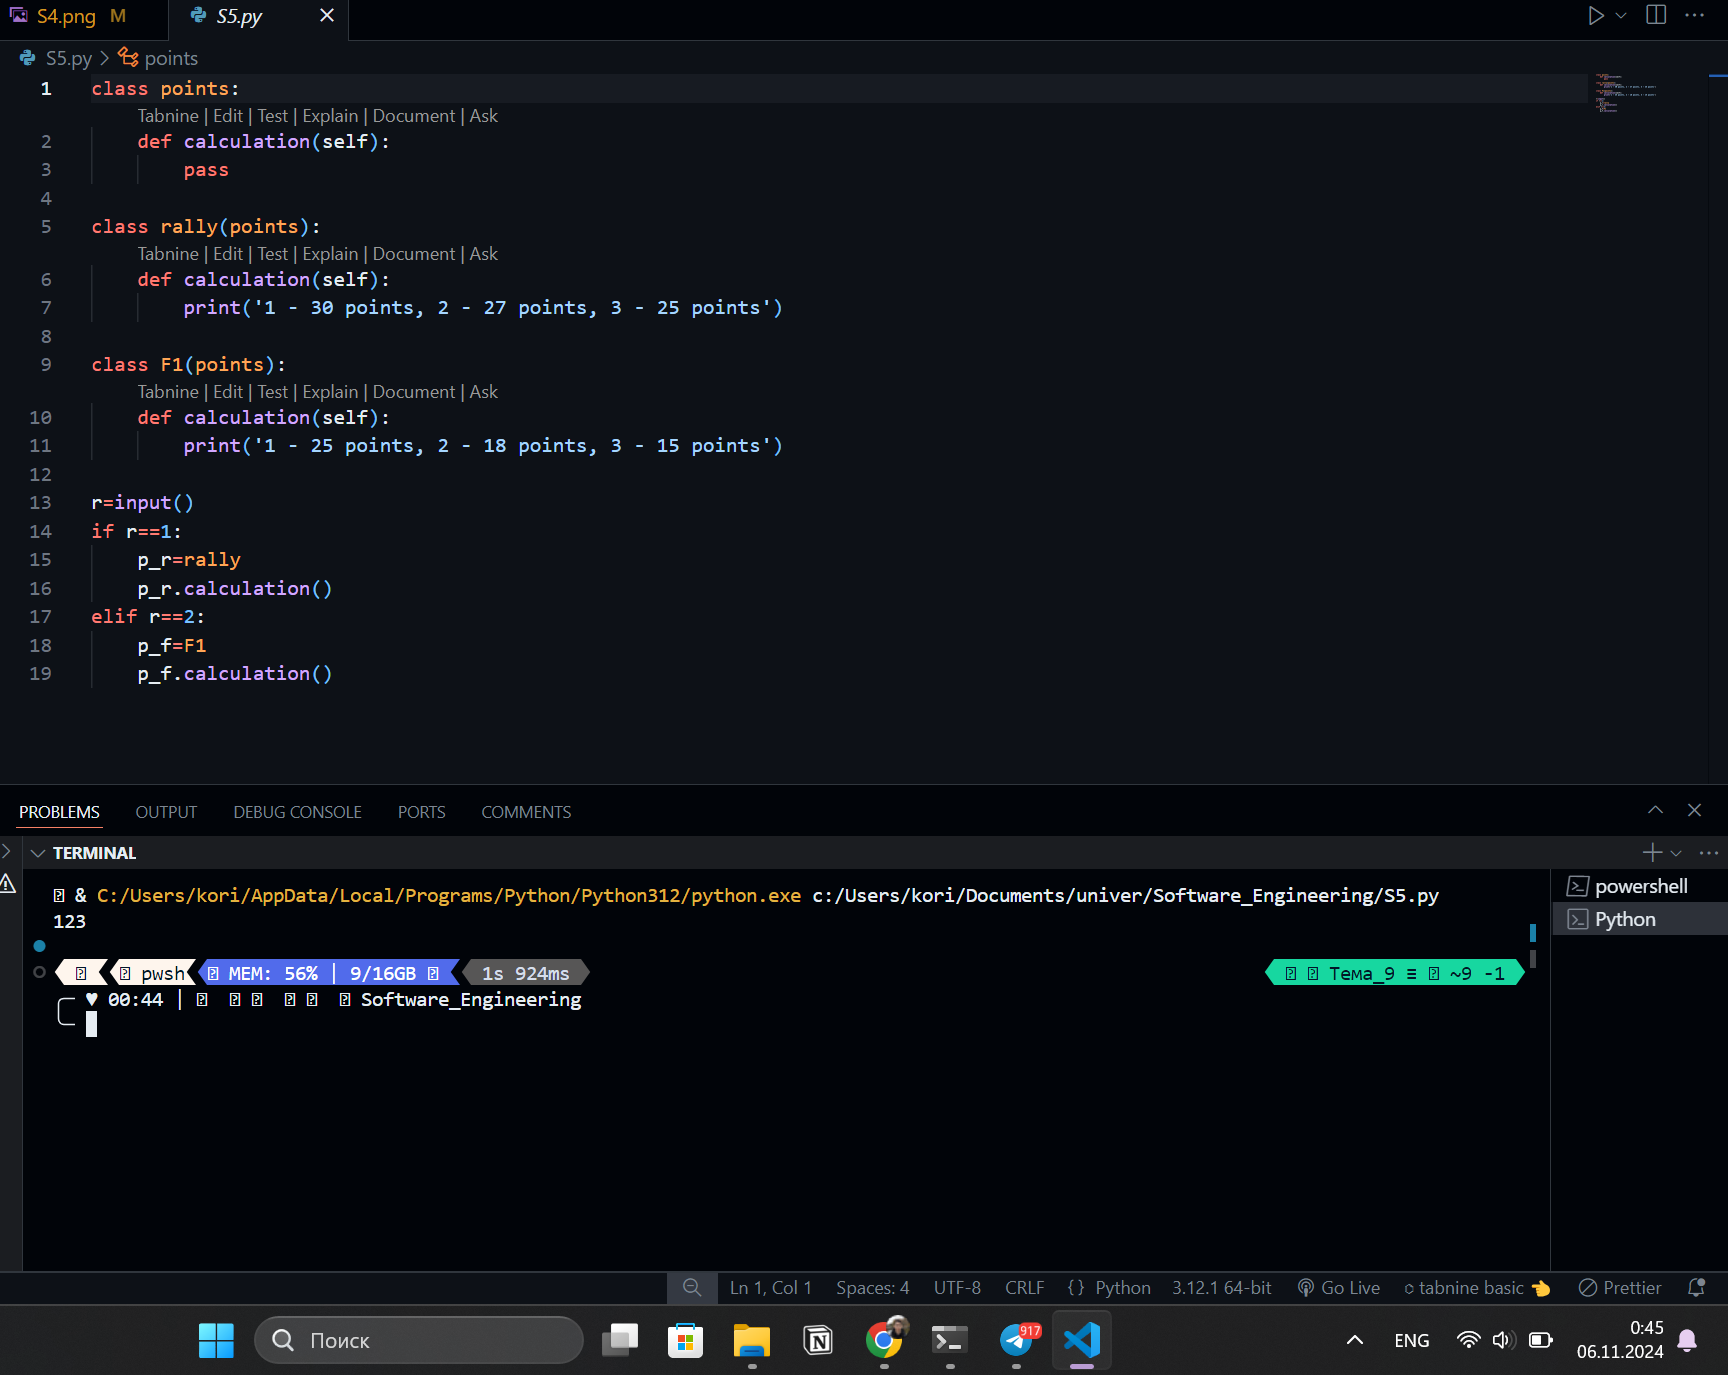 S4.png M S5.py
S5.py > points
1 class points:
Tabnine | Edit | Test | Explain | Document | Ask
2 def calculation(self):
3 pass
4
5 class rally(points):
Tabnine | Edit | Test | Explain | Document | Ask
6 def calculation(self):
7 print('1 - 30 points, 2 - 27 points, 3 - 25 points')
8
9 class F1(points):
Tabnine | Edit | Test | Explain | Document | Ask
10 def calculation(self):
11 print('1 - 25 points, 2 - 18 points, 3 - 15 points')
12
13 r=input()
14 if r==1:
15 p_r=rally
16 p_r.calculation()
17 elif r==2:
18 p_f=F1
19 p_f.calculation()
PROBLEMS OUTPUT DEBUG CONSOLE PORTS COMMENTS
TERMINAL
& C:/Users/kori/AppData/Local/Programs/Python/Python312/python.exe c:/Users/kori/Documents/univer/Software_Engineering/S5.py
123
pwsh MEM: 56% | 9/16GB 1s 924ms Тема_9 ≡ ~9 -1
♥ 00:44 | Software_Engineering
powershell
Python
Ln 1, Col 1 Spaces: 4 UTF-8 CRLF {} Python 3.12.1 64-bit Go Live tabnine basic Prettier
Поиск 917 ENG 0:45
06.11.2024